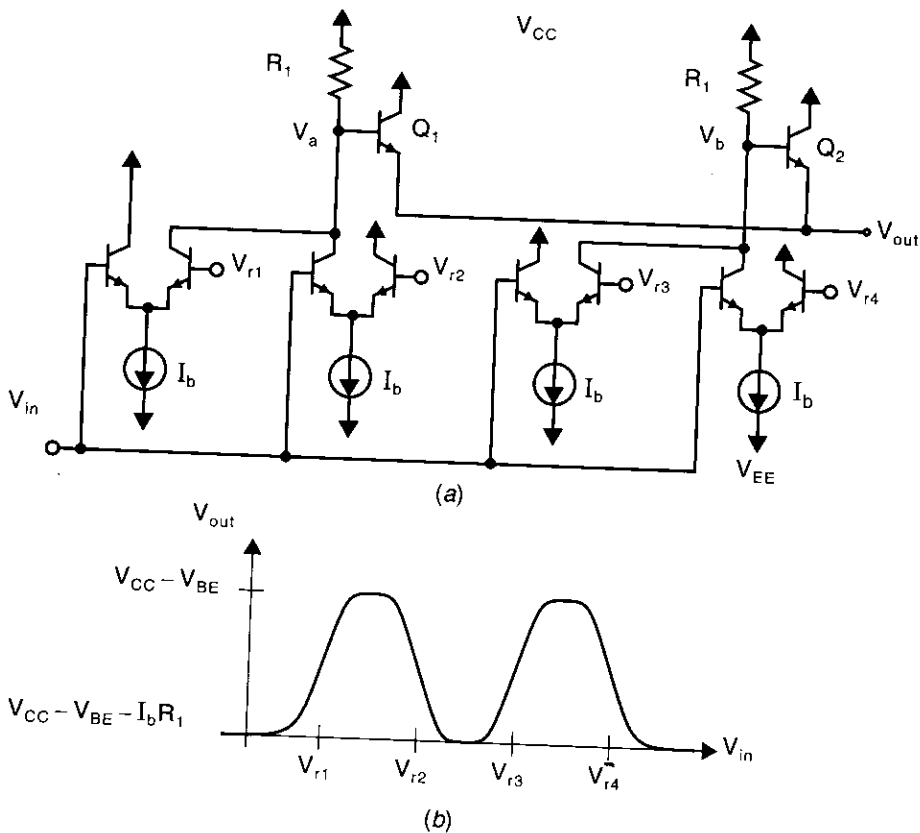 V_CC
R_1
R_1
V_a
Q_1
V_b
Q_2
V_out
V_r1
V_r2
V_r3
V_r4
I_b
I_b
I_b
I_b
V_in
V_EE
(a)
V_out
V_CC – V_BE
V_CC – V_BE – I_bR_1
V_in
V_r1
V_r2
V_r3
V_r4
(b)